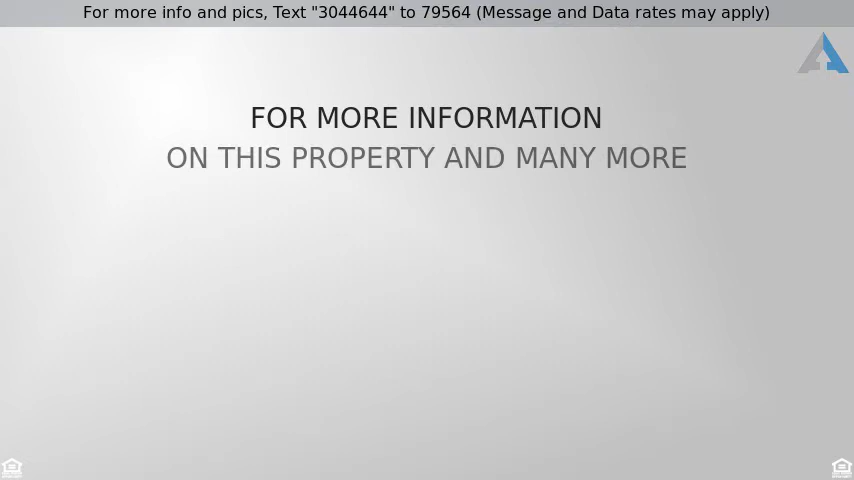 For more info and pics, Text "3044644" to 79564 (Message and Data rates may apply)
FOR MORE INFORMATION
ON THIS PROPERTY AND MANY MORE